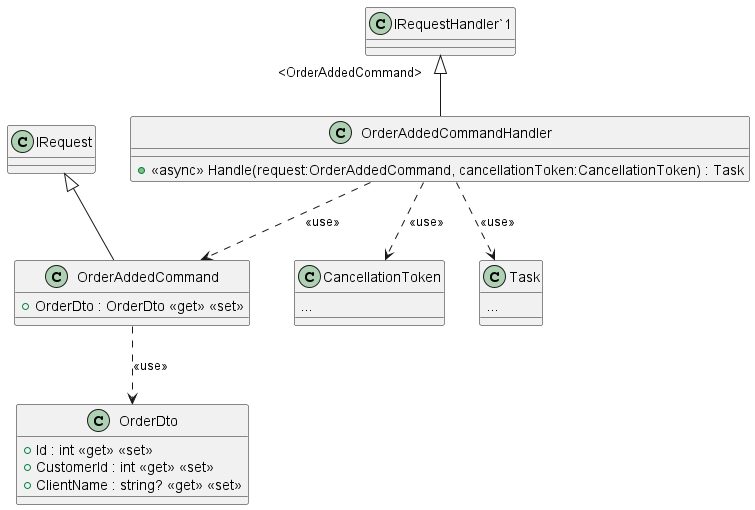 C IRequestHandler`1
<OrderAddedCommand>
C IRequest
C OrderAddedCommandHandler
«async» Handle(request:OrderAddedCommand, cancellationToken:CancellationToken) : Task
«use»
«use»
«use»
C OrderAddedCommand
OrderDto : OrderDto «get» «set»
C CancellationToken
...
C Task
...
«use»
C OrderDto
Id : int «get» «set»
CustomerId : int «get» «set»
ClientName : string? «get» «set»